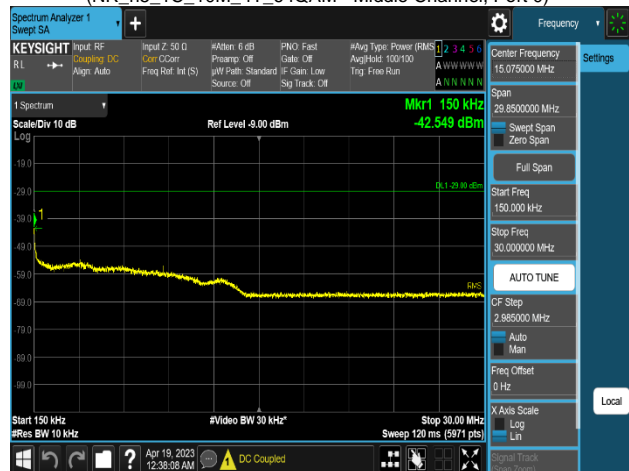 Spectrum Analyzer 1
Swept SA
+
Frequency
KEYSIGHT
R L
LV
Input: RF
Coupling: DC
Align: Auto
Input Z: 50 Ω
Corr CCorr
Freq Ref: Int (S)
#Atten: 6 dB
Preamp: Off
µW Path: Standard
Source: Off
PNO: Fast
Gate: Off
IF Gain: Low
Sig Track: Off
#Avg Type: Power (RMS
Avg|Hold: 100/100
Trig: Free Run
1 2 3 4 5 6
A W W W W W
A N N N N N
1 Spectrum
Scale/Div 10 dB
Log
Ref Level -9.00 dBm
Mkr1 150 kHz
-42.549 dBm
-19.0
-29.0
-39.0
-49.0
-59.0
-69.0
-79.0
-89.0
-99.0
DL1 -29.00 dBm
1
RMS
Start 150 kHz
#Res BW 10 kHz
#Video BW 30 kHz*
Stop 30.00 MHz
Sweep 120 ms (5971 pts)
Center Frequency
15.075000 MHz
Settings
Span
29.8500000 MHz
Swept Span
Zero Span
Full Span
Start Freq
150.000 kHz
Stop Freq
30.000000 MHz
AUTO TUNE
CF Step
2.985000 MHz
Auto
Man
Freq Offset
0 Hz
X Axis Scale
Log
Lin
Local
Signal Track
(Span Zoom)
?
Apr 19, 2023
12:38:08 AM
DC Coupled